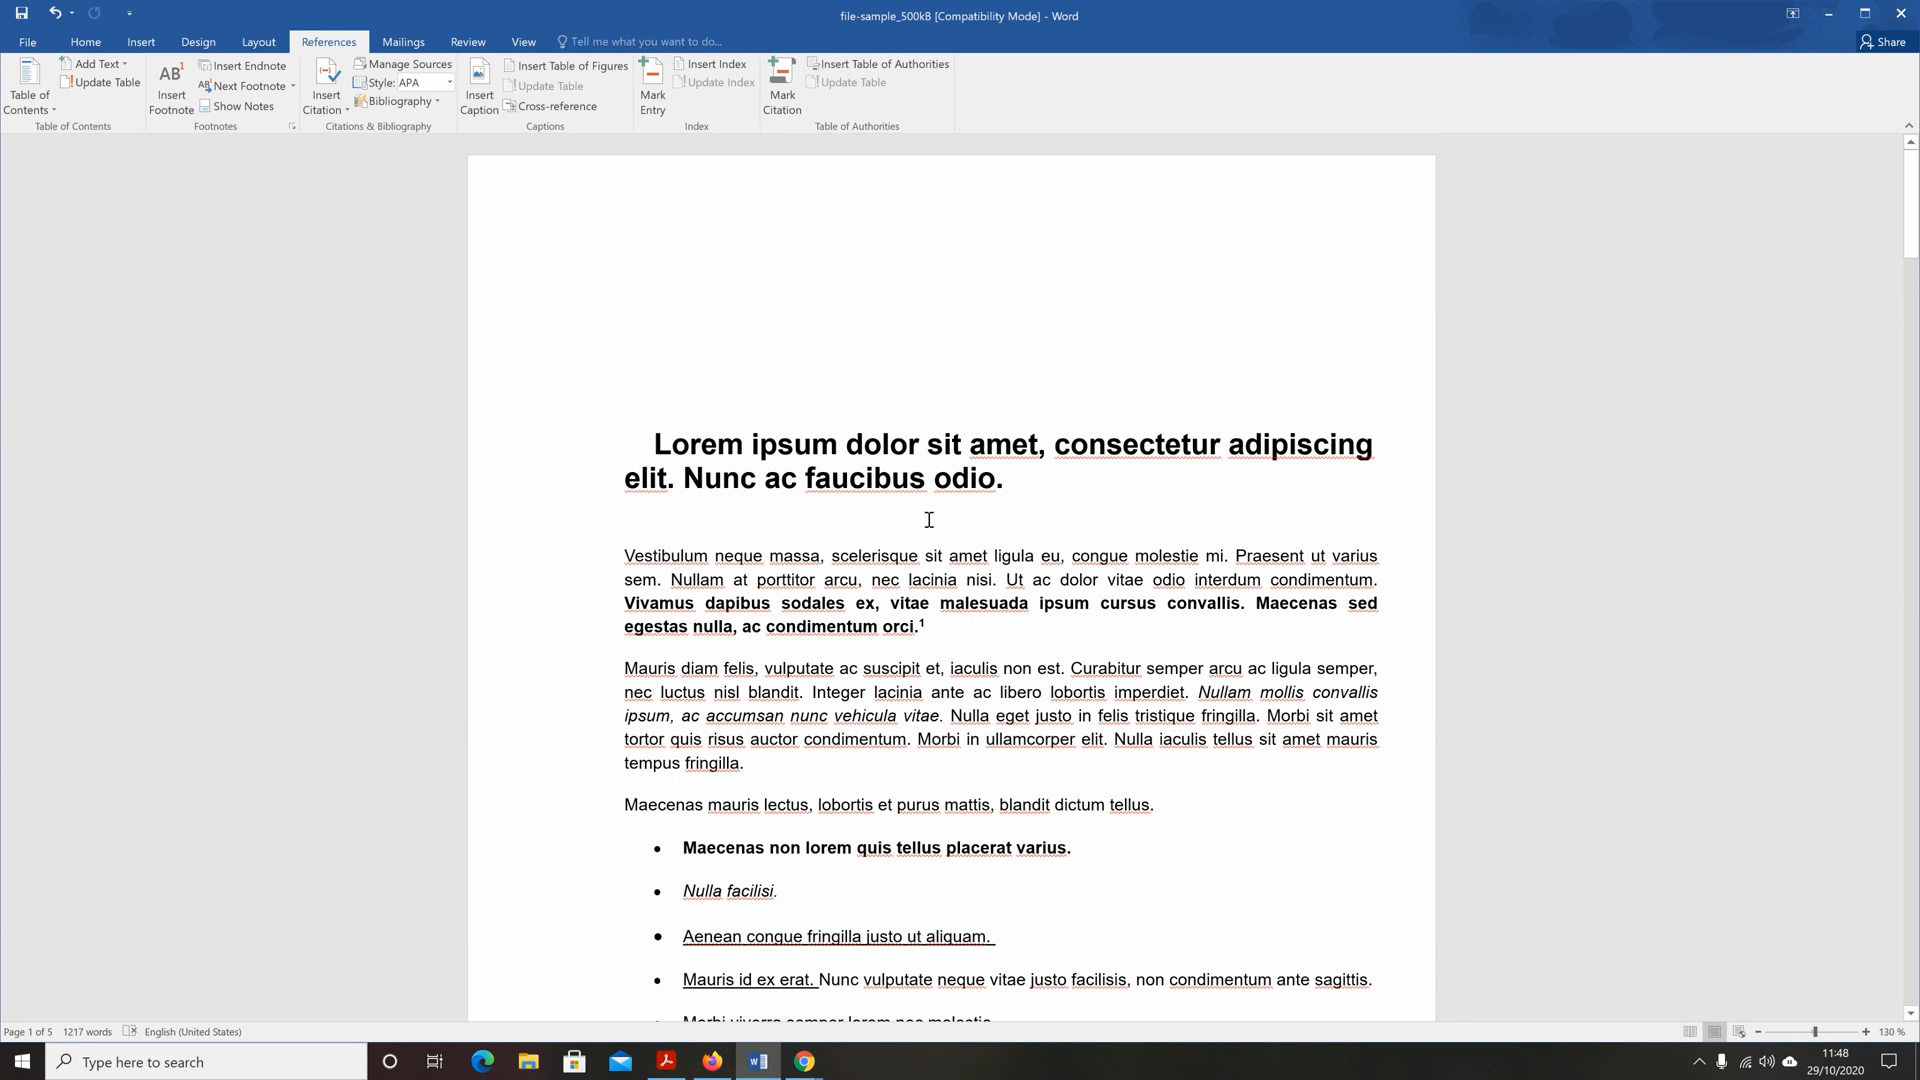 file-sample_500kB [Compatibility Mode] - Word
File Home Insert Design Layout References Mailings Review View Tell me what you want to do... Share
Table of Contents
Add Text
Update Table
Table of Contents
AB1 Insert Footnote
Insert Endnote
AB Next Footnote
Show Notes
Footnotes
Insert Citation
Manage Sources
Style: APA
Bibliography
Citations & Bibliography
Insert Caption
Insert Table of Figures
Update Table
Cross-reference
Captions
Mark Entry
Insert Index
Update Index
Index
Mark Citation
Insert Table of Authorities
Update Table
Table of Authorities
Lorem ipsum dolor sit amet, consectetur adipiscing
elit. Nunc ac faucibus odio.
Vestibulum neque massa, scelerisque sit amet ligula eu, congue molestie mi. Praesent ut varius
sem. Nullam at porttitor arcu, nec lacinia nisi. Ut ac dolor vitae odio interdum condimentum.
Vivamus dapibus sodales ex, vitae malesuada ipsum cursus convallis. Maecenas sed
egestas nulla, ac condimentum orci.1
Mauris diam felis, vulputate ac suscipit et, iaculis non est. Curabitur semper arcu ac ligula semper,
nec luctus nisl blandit. Integer lacinia ante ac libero lobortis imperdiet. Nullam mollis convallis
ipsum, ac accumsan nunc vehicula vitae. Nulla eget justo in felis tristique fringilla. Morbi sit amet
tortor quis risus auctor condimentum. Morbi in ullamcorper elit. Nulla iaculis tellus sit amet mauris
tempus fringilla.
Maecenas mauris lectus, lobortis et purus mattis, blandit dictum tellus.
• Maecenas non lorem quis tellus placerat varius.
• Nulla facilisi.
• Aenean congue fringilla justo ut aliquam.
• Mauris id ex erat. Nunc vulputate neque vitae justo facilisis, non condimentum ante sagittis.
• Morbi viverra semper lorem nec molestie.
Page 1 of 5 1217 words English (United States) 130 %
Type here to search
11:48
29/10/2020